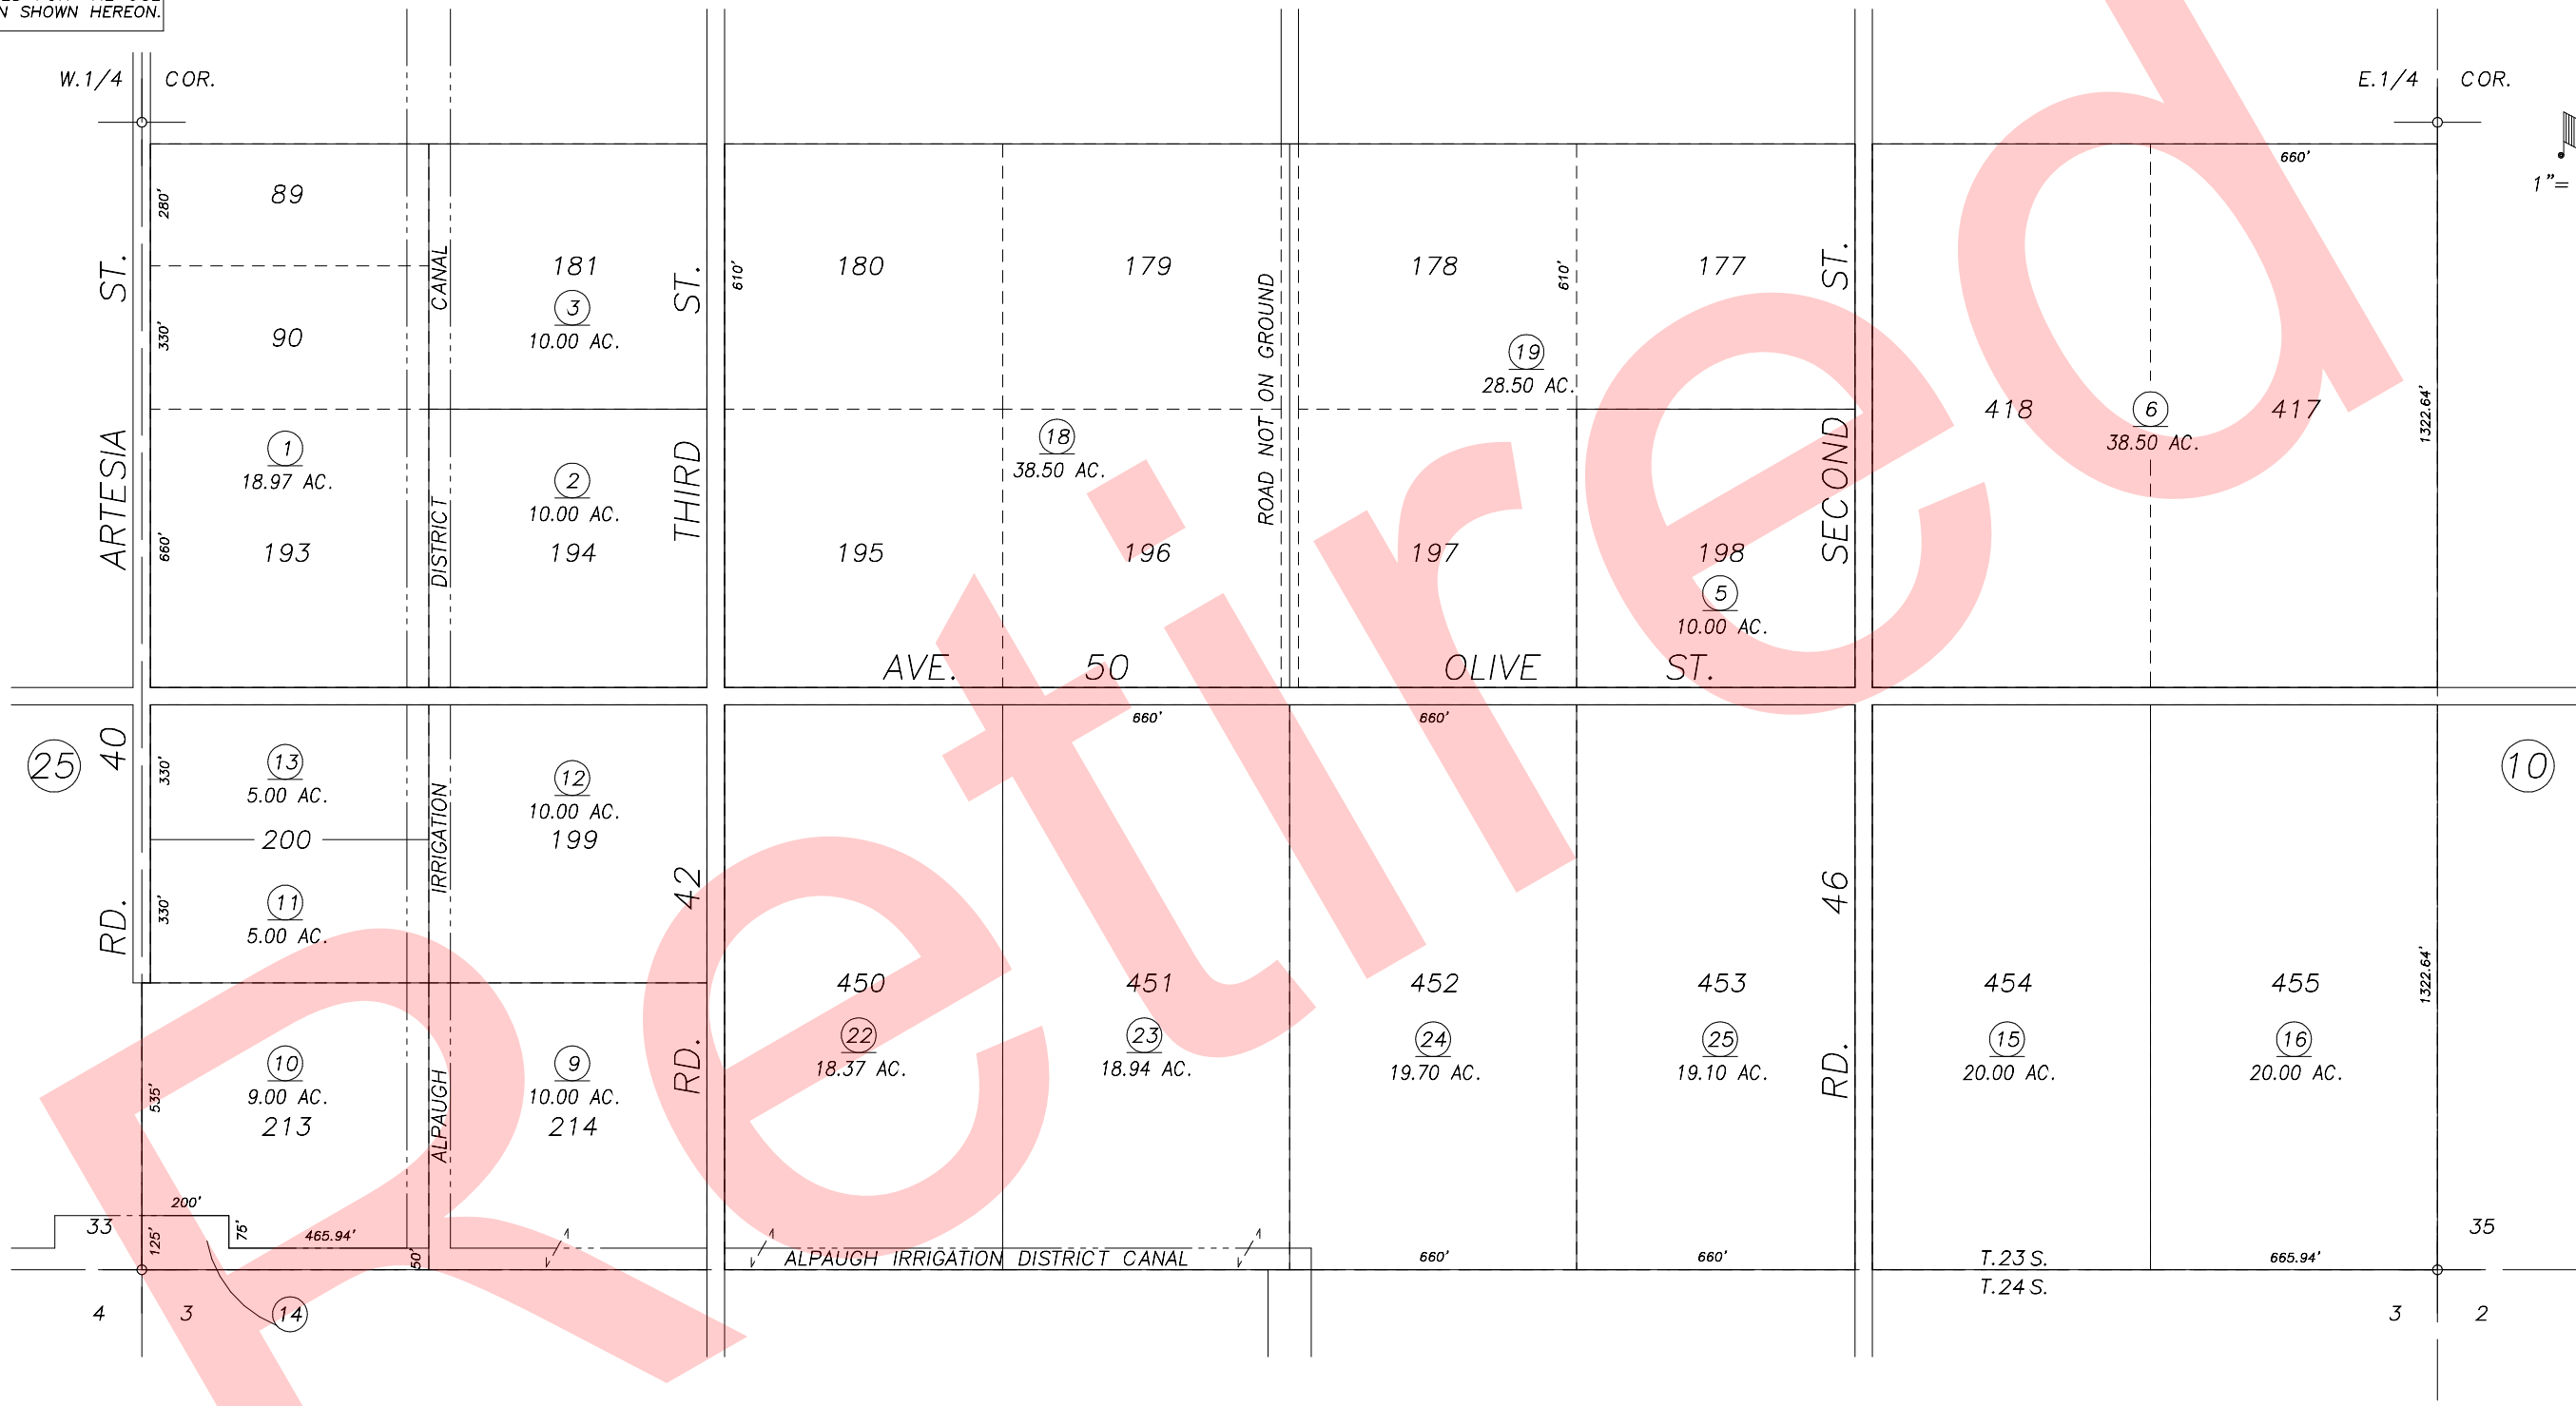 N SHOWN HEREON.
W.1/4 COR.
E.1/4 COR.
1"=
89
280'
90
330'
1
18.97 AC.
193
660'
ARTESIA ST.
DISTRICT CANAL
181
3
10.00 AC.
2
10.00 AC.
194
THIRD ST.
610'
180
179
18
38.50 AC.
195
196
ROAD NOT ON GROUND
178
610'
177
19
28.50 AC.
197
198
5
10.00 AC.
SECOND ST.
660'
418
6
38.50 AC.
417
1322.64'
AVE. 50 OLIVE ST.
25
RD. 40
330'
13
5.00 AC.
200
330'
11
5.00 AC.
ALPAUGH IRRIGATION
12
10.00 AC.
199
RD. 42
10
9.00 AC.
213
535'
9
10.00 AC.
214
660'
660'
450
22
18.37 AC.
451
23
18.94 AC.
452
24
19.70 AC.
453
25
19.10 AC.
RD. 46
454
15
20.00 AC.
455
16
20.00 AC.
1322.64'
10
33
200'
125'
75'
465.94'
50'
ALPAUGH IRRIGATION DISTRICT CANAL
660'
660'
T.23 S.
T.24 S.
665.94'
35
4
3
14
3
2
Retired